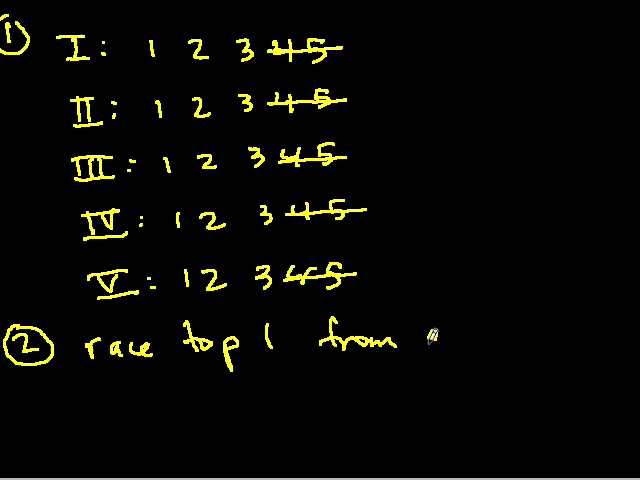 ① I: 1 2 3 4 5
II: 1 2 3 4 5
III: 1 2 3 4 5
IV: 1 2 3 4 5
V: 1 2 3 4 5
② race top 1 from